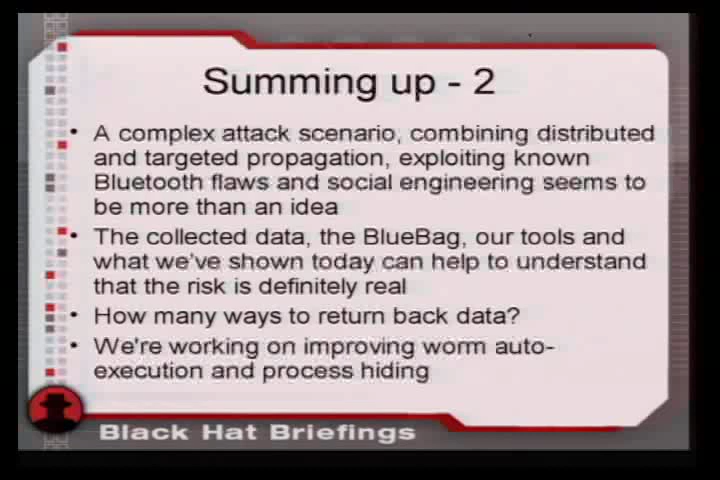 Summing up - 2
• A complex attack scenario, combining distributed
and targeted propagation, exploiting known
Bluetooth flaws and social engineering seems to
be more than an idea
• The collected data, the BlueBag, our tools and
what we've shown today can help to understand
that the risk is definitely real
• How many ways to return back data?
• We're working on improving worm auto-
execution and process hiding
Black Hat Briefings